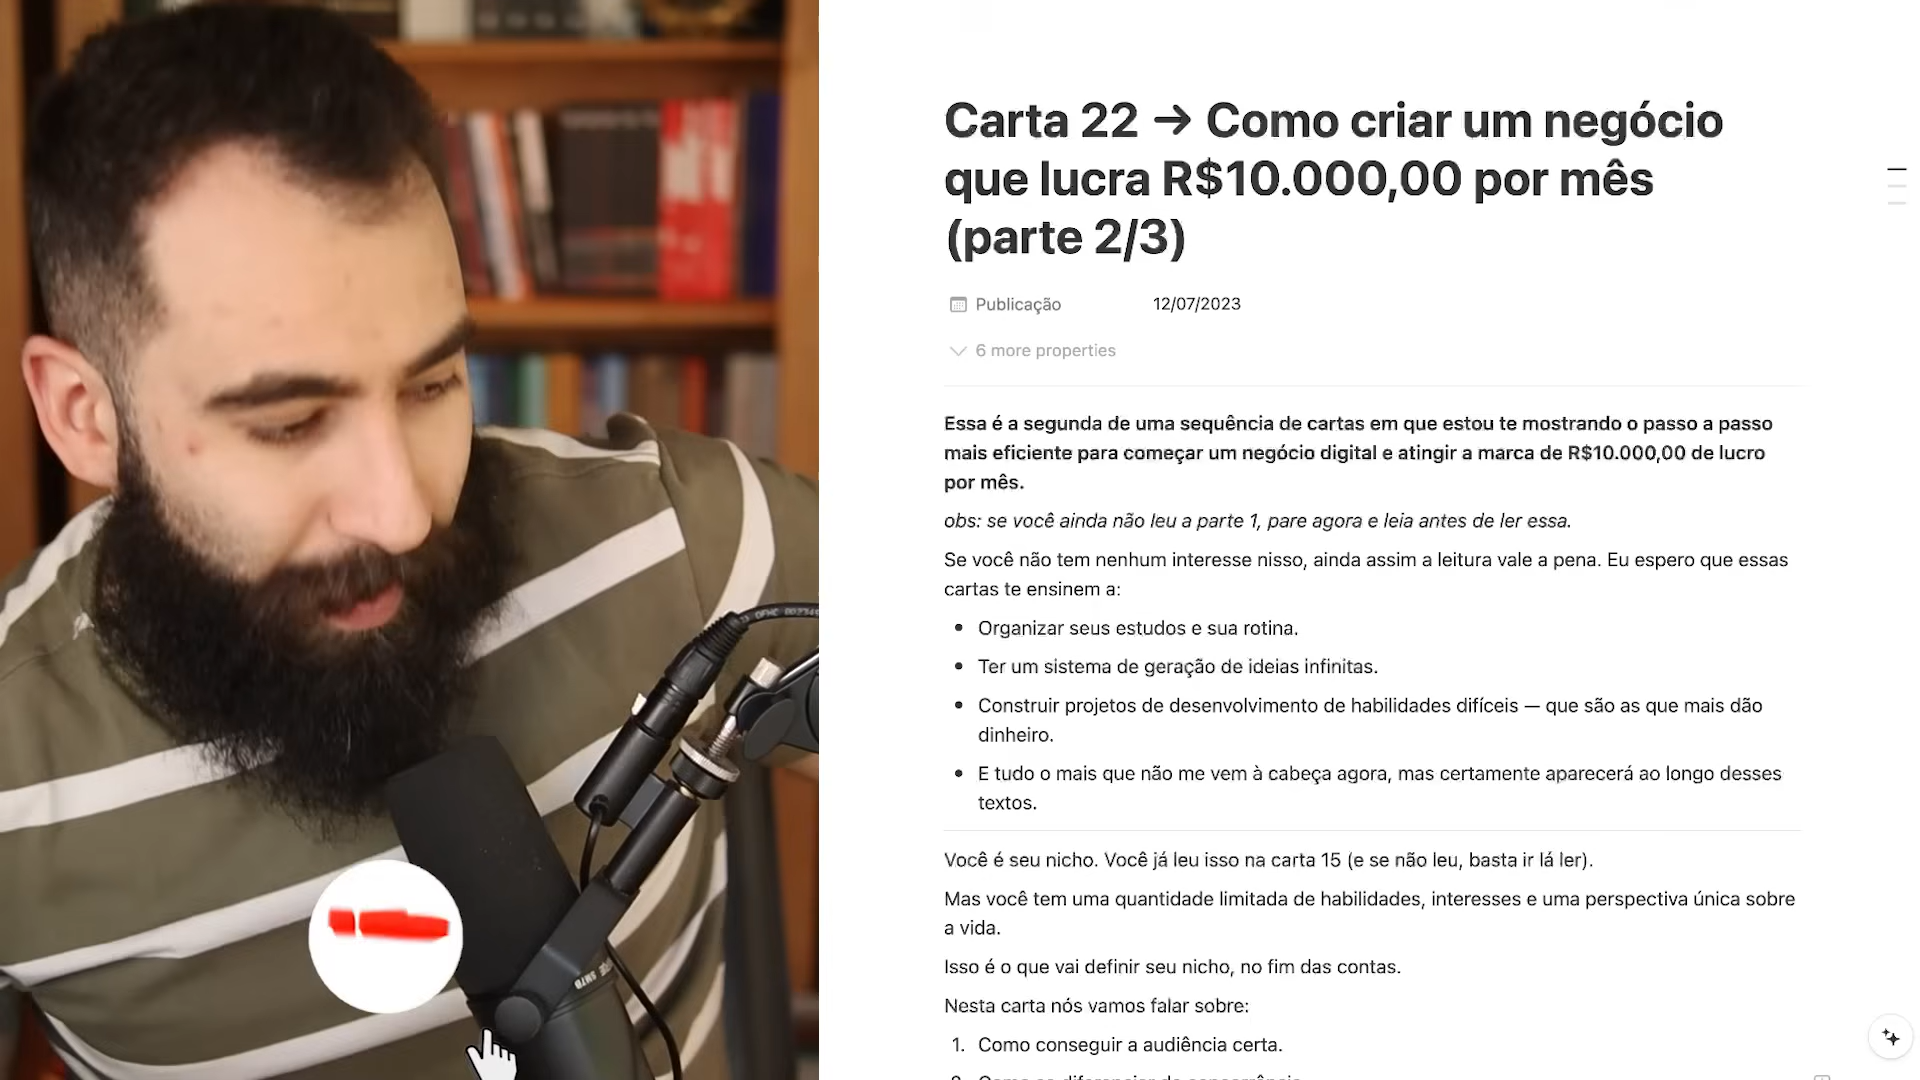 Carta 22 → Como criar um negócio
que lucra R$10.000,00 por mês
(parte 2/3)
Publicação 12/07/2023
6 more properties
Essa é a segunda de uma sequência de cartas em que estou te mostrando o passo a passo
mais eficiente para começar um negócio digital e atingir a marca de R$10.000,00 de lucro
por mês.
obs: se você ainda não leu a parte 1, pare agora e leia antes de ler essa.
Se você não tem nenhum interesse nisso, ainda assim a leitura vale a pena. Eu espero que essas
cartas te ensinem a:
• Organizar seus estudos e sua rotina.
• Ter um sistema de geração de ideias infinitas.
• Construir projetos de desenvolvimento de habilidades difíceis — que são as que mais dão
dinheiro.
• E tudo o mais que não me vem à cabeça agora, mas certamente aparecerá ao longo desses
textos.
Você é seu nicho. Você já leu isso na carta 15 (e se não leu, basta ir lá ler).
Mas você tem uma quantidade limitada de habilidades, interesses e uma perspectiva única sobre
a vida.
Isso é o que vai definir seu nicho, no fim das contas.
Nesta carta nós vamos falar sobre:
1. Como conseguir a audiência certa.